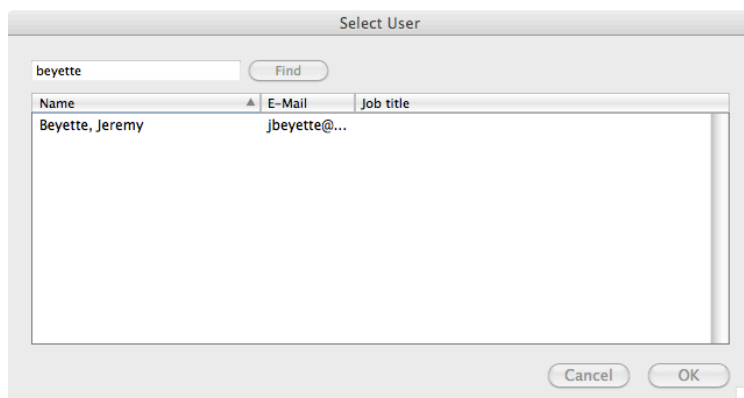 Select User
beyette Find
Name E-Mail Job title
Beyette, Jeremy jbeyette@...
Cancel OK